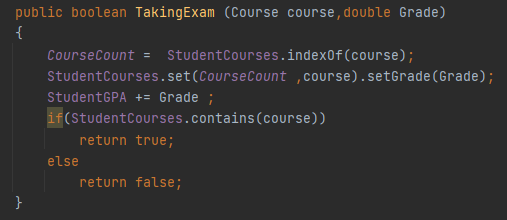 public boolean TakingExam (Course course,double Grade)
{
CourseCount =  StudentCourses.indexOf(course);
StudentCourses.set(CourseCount ,course).setGrade(Grade);
StudentGPA += Grade ;
if(StudentCourses.contains(course))
return true;
else
return false;
}